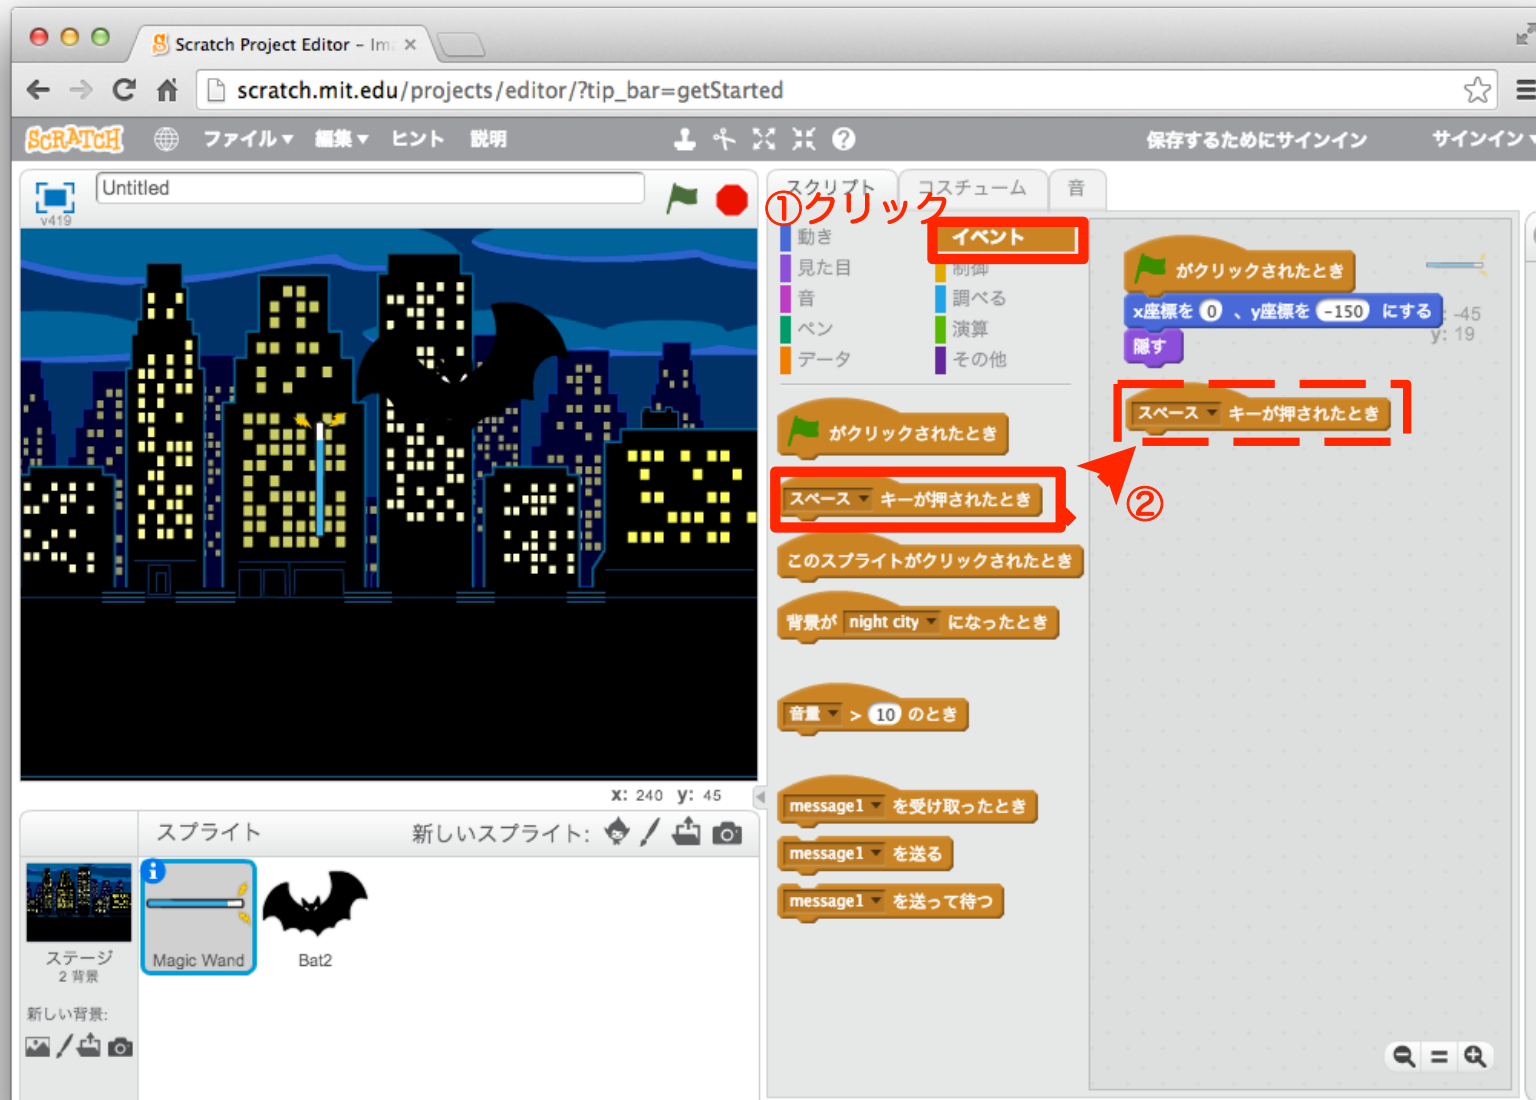 Scratch Project Editor – Ima
scratch.mit.edu/projects/editor/?tip_bar=getStarted
SCRATCH
ファイル▼ 編集▼ ヒント 説明
保存するためにサインイン サインイン▼
v419
Untitled
スクリプト コスチューム 音
①クリック
動き
見た目
音
ペン
データ
イベント
制御
調べる
演算
その他
がクリックされたとき
スペース▼ キーが押されたとき
このスプライトがクリックされたとき
背景が night city▼ になったとき
音量▼ > 10 のとき
message1▼ を受け取ったとき
message1▼ を送る
message1▼ を送って待つ
がクリックされたとき
x座標を 0 、y座標を -150 にする
隠す
スペース▼ キーが押されたとき
②
: -45
y: 19
x: 240 y: 45
スプライト 新しいスプライト:
ステージ
2 背景
新しい背景:
Magic Wand
Bat2